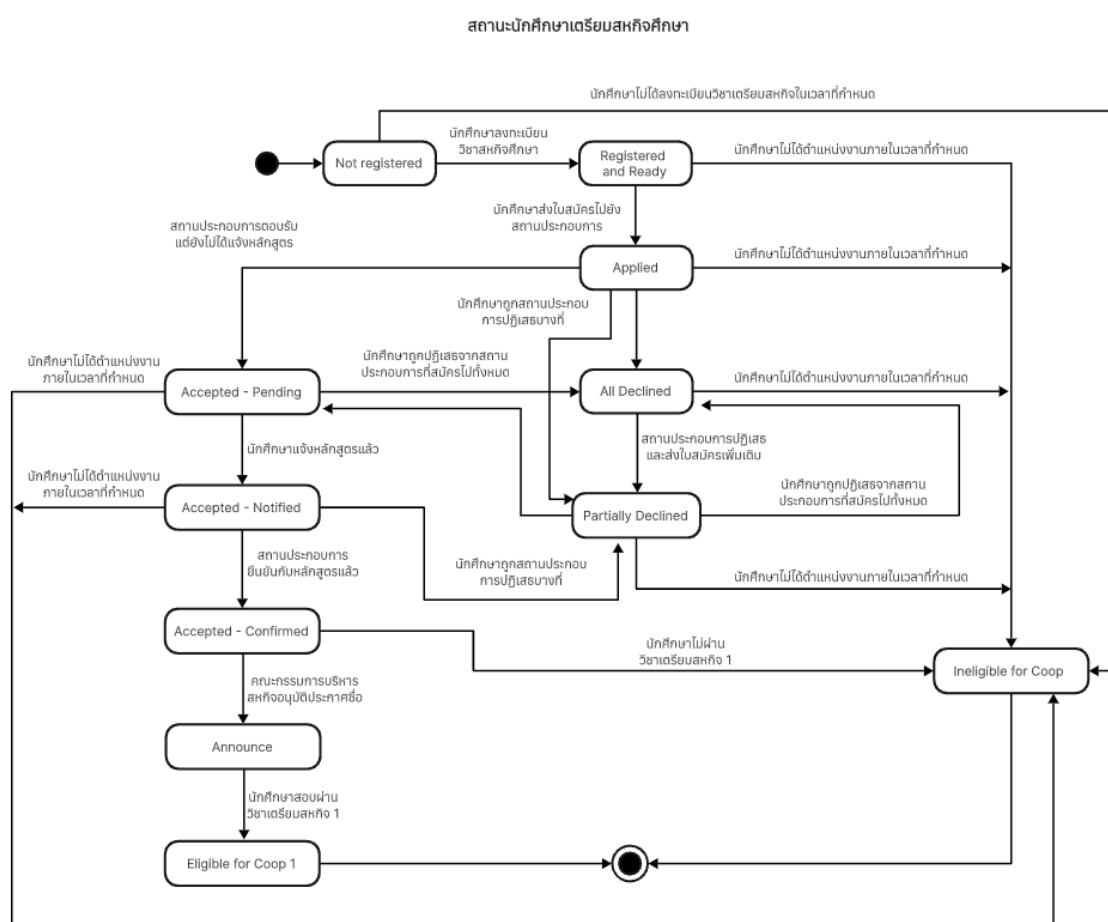 สถานะนักศึกษาเตรียมสหกิจศึกษา
นักศึกษาไม่ได้ลงทะเบียนวิชาเตรียมสหกิจในเวลาที่กำหนด
นักศึกษาลงทะเบียน
วิชาสหกิจศึกษา
Not registered
Registered
and Ready
นักศึกษาไม่ได้ตำแหน่งงานภายในเวลาที่กำหนด
นักศึกษาส่งใบสมัครไปยัง
สถานประกอบการ
สถานประกอบการตอบรับ
แต่ยังไม่ได้แจ้งหลักสูตร
Applied
นักศึกษาไม่ได้ตำแหน่งงานภายในเวลาที่กำหนด
นักศึกษาถูกสถานประกอบ
การปฏิเสธบางที่
นักศึกษาไม่ได้ตำแหน่งงาน
ภายในเวลาที่กำหนด
นักศึกษาถูกปฏิเสธจากสถาน
ประกอบการที่สมัครไปทั้งหมด
Accepted - Pending
All Declined
นักศึกษาไม่ได้ตำแหน่งงานภายในเวลาที่กำหนด
นักศึกษาแจ้งหลักสูตรแล้ว
สถานประกอบการปฏิเสธ
และส่งใบสมัครเพิ่มเติม
นักศึกษาไม่ได้ตำแหน่งงาน
ภายในเวลาที่กำหนด
นักศึกษาถูกปฏิเสธจากสถาน
ประกอบการที่สมัครไปทั้งหมด
Accepted - Notified
Partially Declined
สถานประกอบการ
ยืนยันกับหลักสูตรแล้ว
นักศึกษาถูกสถานประกอบ
การปฏิเสธบางที่
นักศึกษาไม่ได้ตำแหน่งงานภายในเวลาที่กำหนด
Accepted - Confirmed
นักศึกษาไม่ผ่าน
วิชาเตรียมสหกิจ 1
Ineligible for Coop
คณะกรรมการบริหาร
สหกิจอนุมัติประกาศชื่อ
Announce
นักศึกษาสอบผ่าน
วิชาเตรียมสหกิจ 1
Eligible for Coop 1